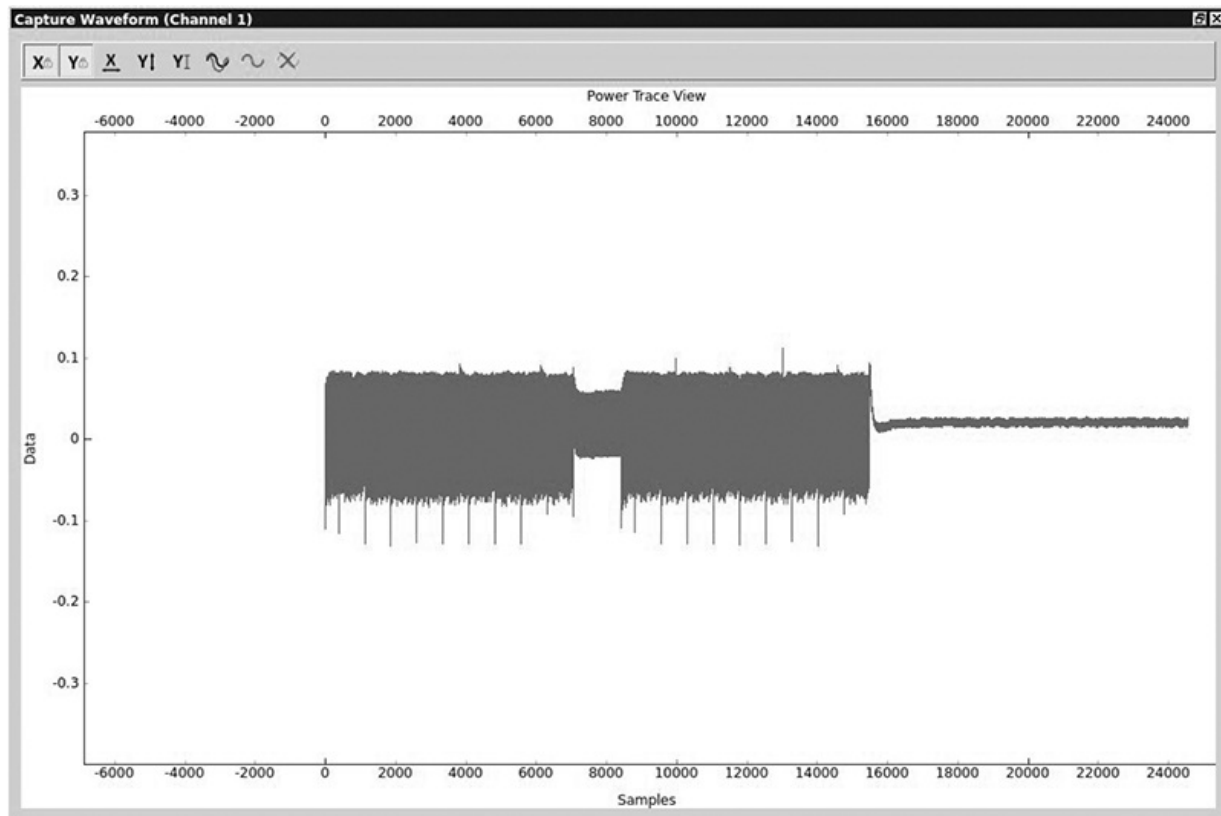 Capture Waveform (Channel 1)
X Y X Y Y
Power Trace View
-6000 -4000 -2000 0 2000 4000 6000 8000 10000 12000 14000 16000 18000 20000 22000 24000
0.3
0.2
0.1
0
-0.1
-0.2
-0.3
Data
-6000 -4000 -2000 0 2000 4000 6000 8000 10000 12000 14000 16000 18000 20000 22000 24000
Samples